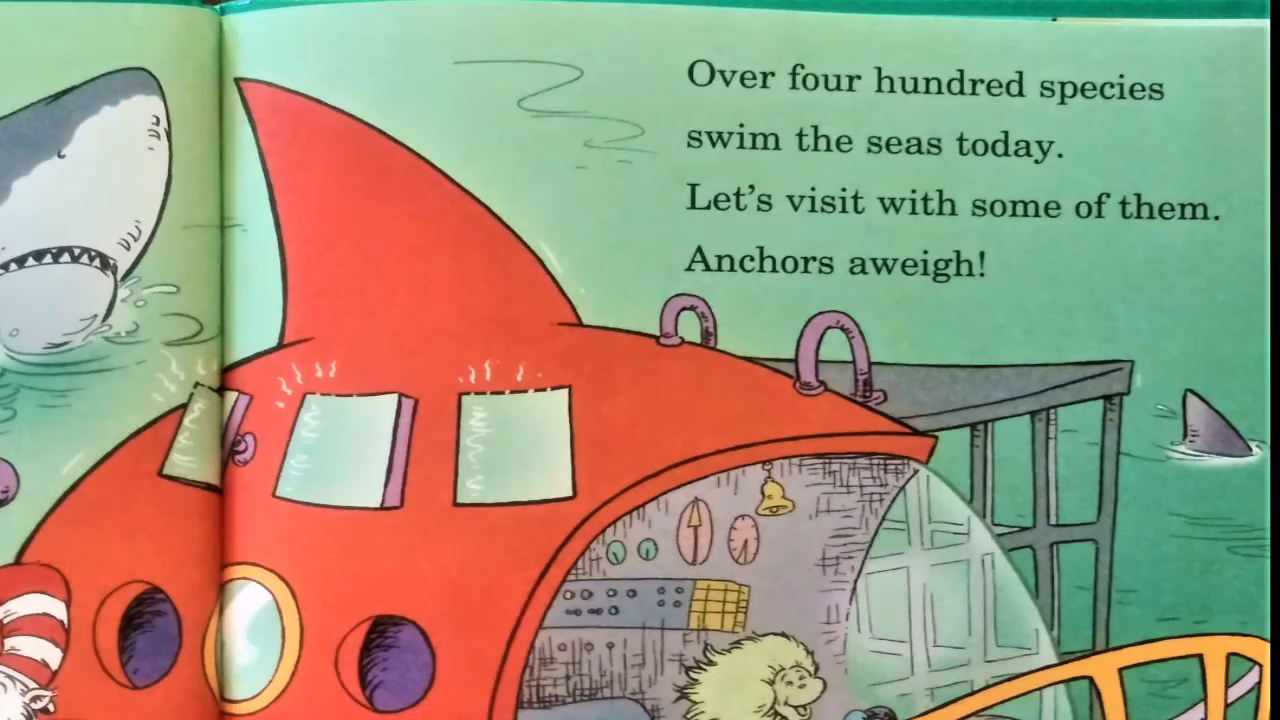 Over four hundred species
swim the seas today.
Let's visit with some of them.
Anchors aweigh!